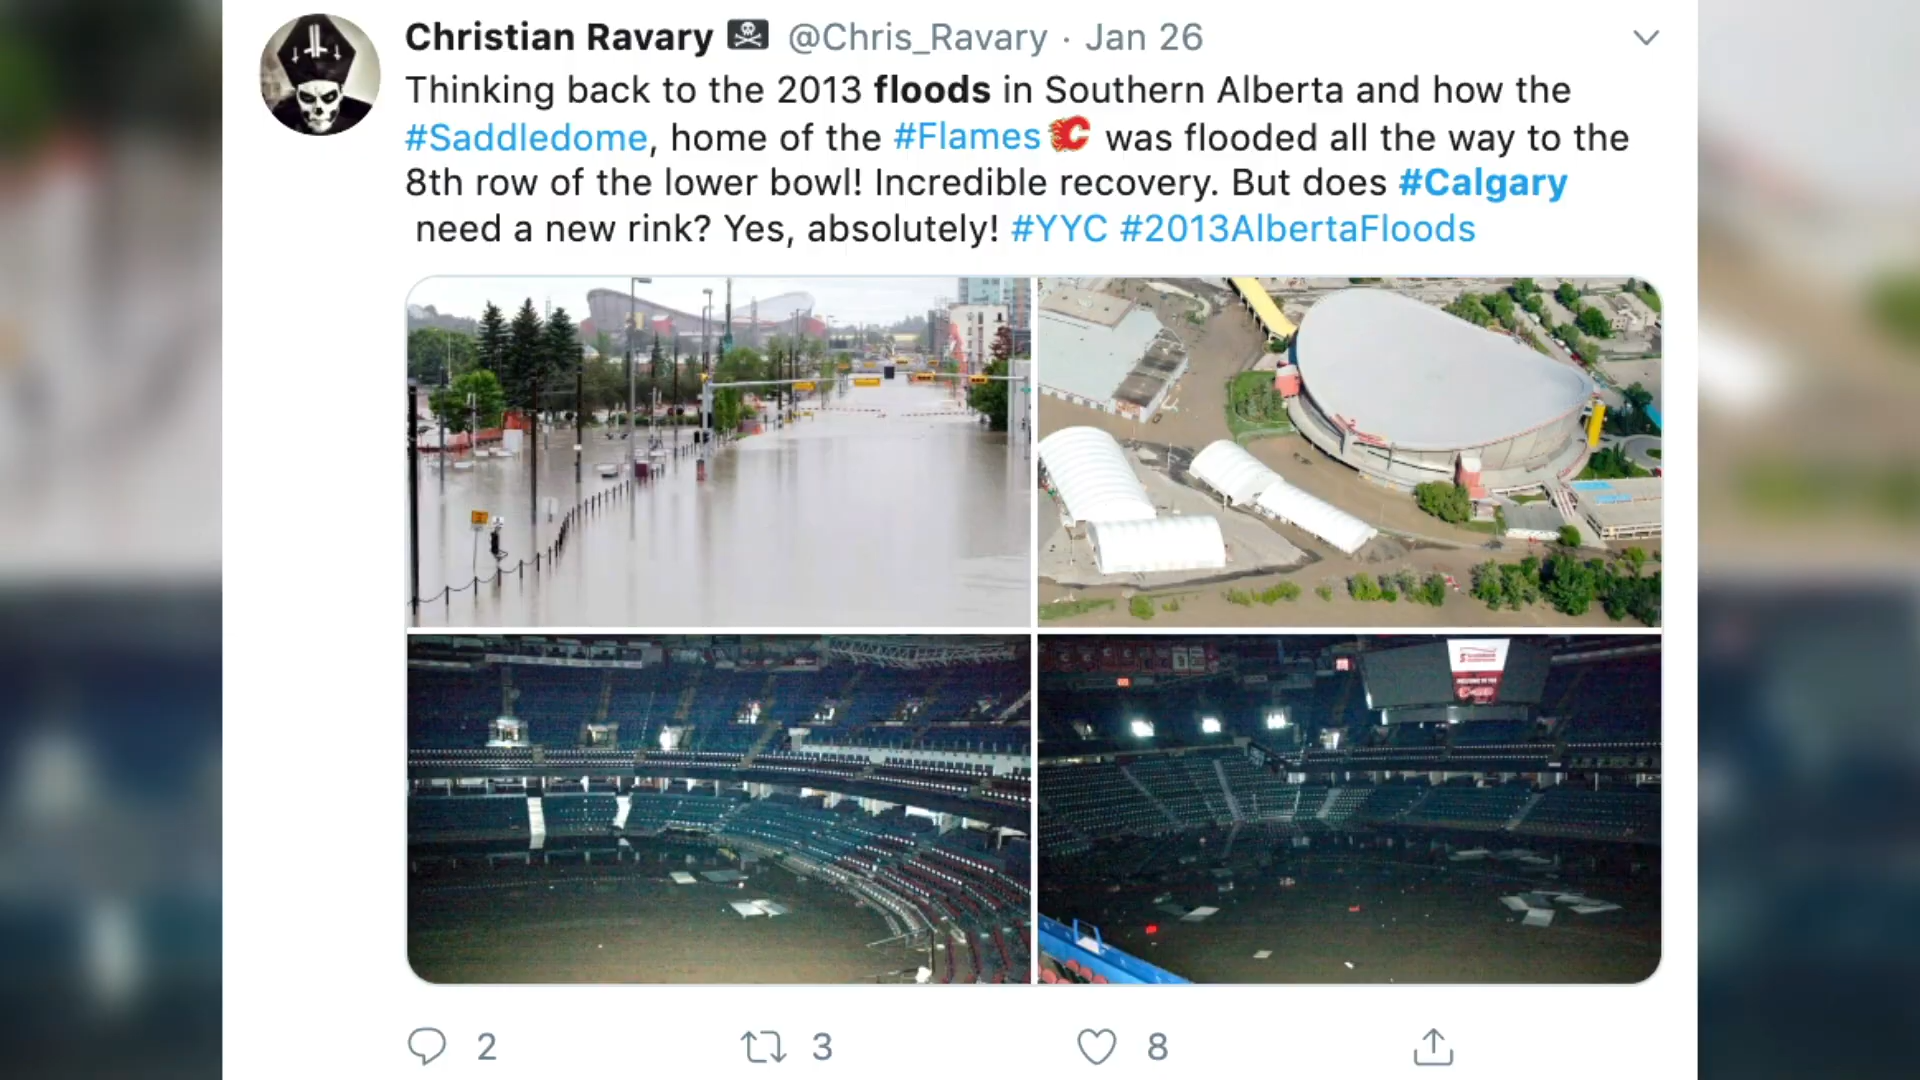 Christian Ravary @Chris_Ravary · Jan 26
Thinking back to the 2013 floods in Southern Alberta and how the
#Saddledome, home of the #Flames was flooded all the way to the
8th row of the lower bowl! Incredible recovery. But does #Calgary
need a new rink? Yes, absolutely! #YYC #2013AlbertaFloods
2 3 8